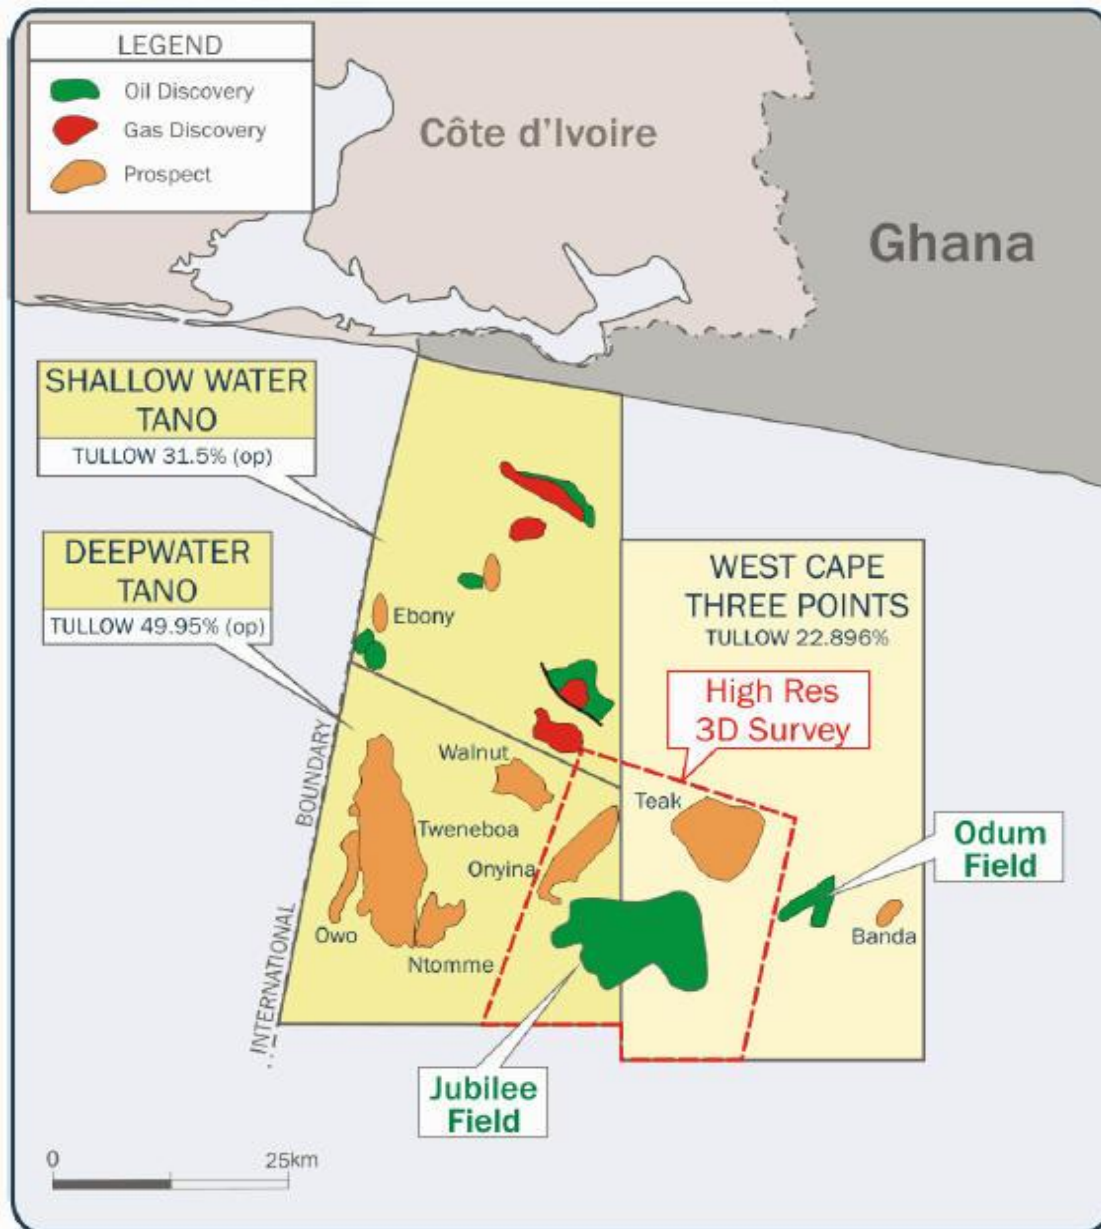 LEGEND
Oil Discovery
Gas Discovery
Prospect
Côte d'Ivoire
Ghana
SHALLOW WATER
TANO
TULLOW 31.5% (op)
DEEPWATER
TANO
TULLOW 49.95% (op)
WEST CAPE
THREE POINTS
TULLOW 22.896%
High Res
3D Survey
Ebony
Walnut
Teak
Tweneboa
Onyina
Odum
Field
Owo
Banda
Ntomme
INTERNATIONAL
BOUNDARY
Jubilee
Field
0
25km